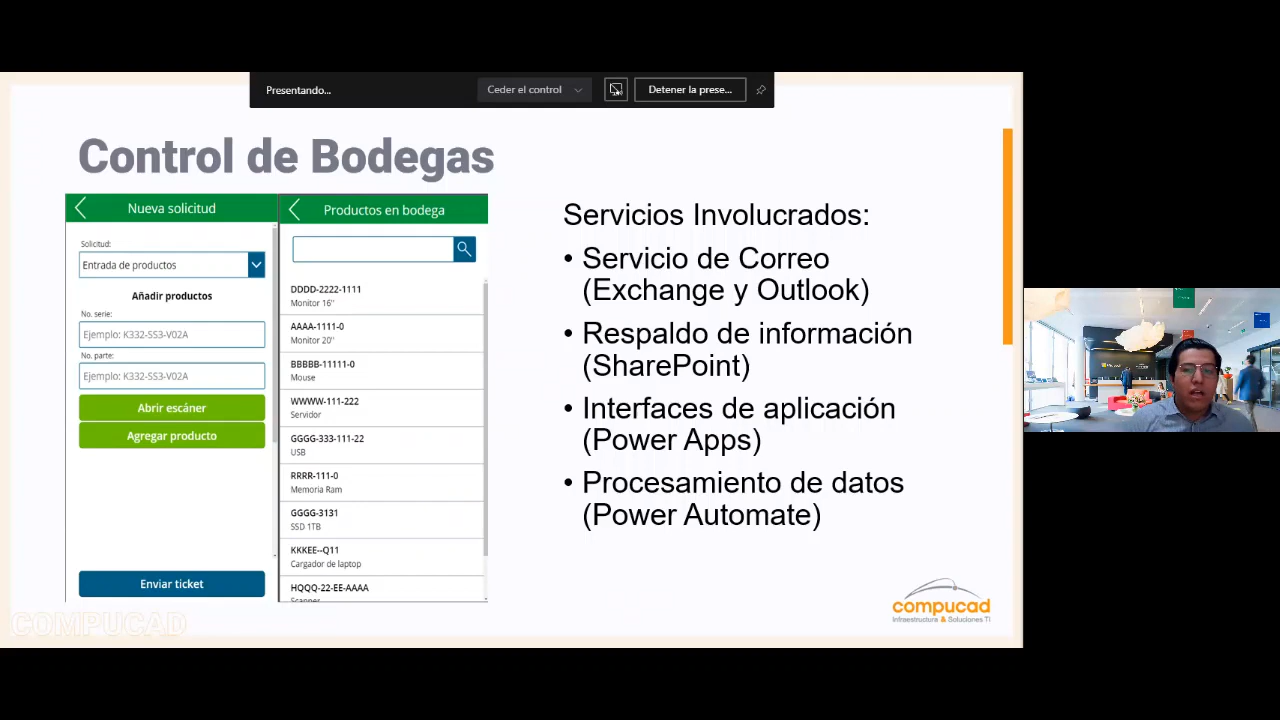 Presentando...
Ceder el control
Detener la prese...
Control de Bodegas
Nueva solicitud
Solicitud:
Entrada de productos
Añadir productos
No. serie:
Ejemplo: K332-SS3-V02A
No. parte:
Ejemplo: K332-SS3-V02A
Abrir escáner
Agregar producto
Enviar ticket
Productos en bodega
DDDD-2222-1111
Monitor 16"
AAAA-1111-0
Monitor 20"
BBBBB-11111-0
Mouse
WWWW-111-222
Servidor
GGGG-333-111-22
USB
RRRR-111-0
Memoria Ram
GGGG-3131
SSD 1TB
KKKEE--Q11
Cargador de laptop
HQQQ-22-EE-AAAA
Scanner
Servicios Involucrados:
• Servicio de Correo
(Exchange y Outlook)
• Respaldo de información
(SharePoint)
• Interfaces de aplicación
(Power Apps)
• Procesamiento de datos
(Power Automate)
compucad
Infraestructura & Soluciones TI
COMPUCAD